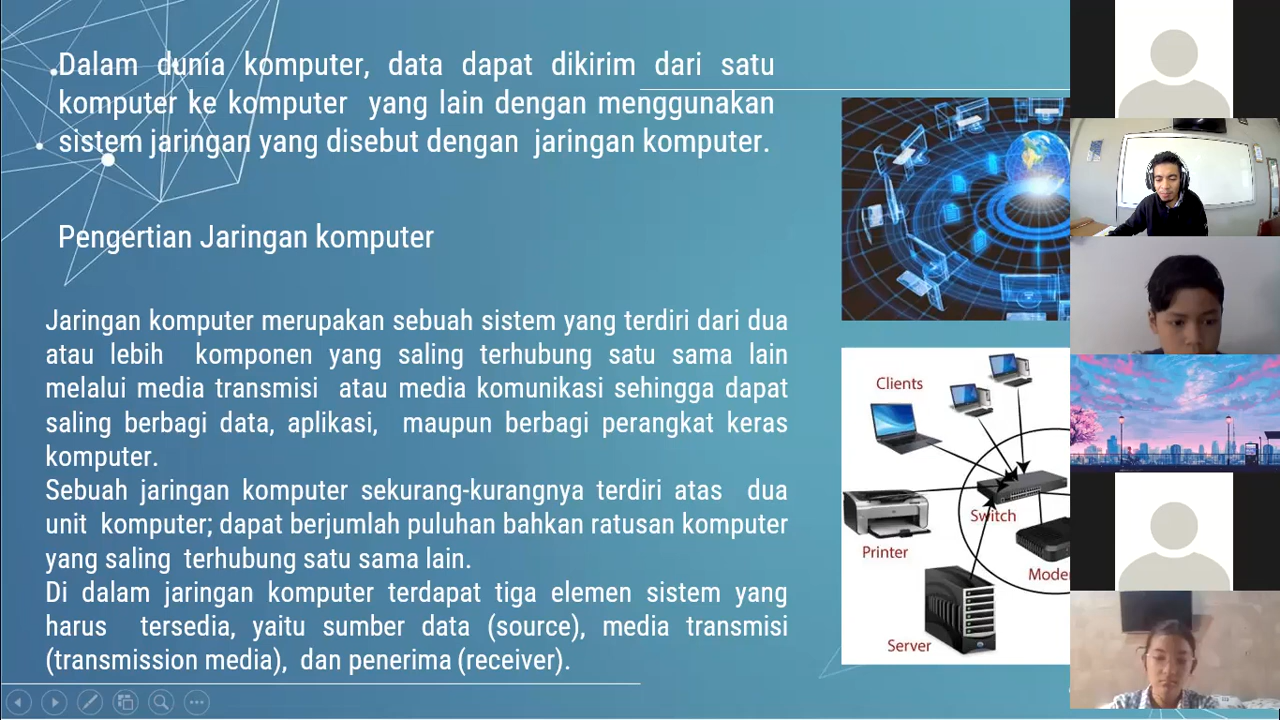 Dalam dunia komputer, data dapat dikirim dari satu
komputer ke komputer yang lain dengan menggunakan
sistem jaringan yang disebut dengan jaringan komputer.
Pengertian Jaringan komputer
Jaringan komputer merupakan sebuah sistem yang terdiri dari dua
atau lebih komponen yang saling terhubung satu sama lain
melalui media transmisi atau media komunikasi sehingga dapat
saling berbagi data, aplikasi, maupun berbagi perangkat keras
komputer.
Sebuah jaringan komputer sekurang-kurangnya terdiri atas dua
unit komputer; dapat berjumlah puluhan bahkan ratusan komputer
yang saling terhubung satu sama lain.
Di dalam jaringan komputer terdapat tiga elemen sistem yang
harus tersedia, yaitu sumber data (source), media transmisi
(transmission media), dan penerima (receiver).
Clients
Switch
Printer
Mode
Server